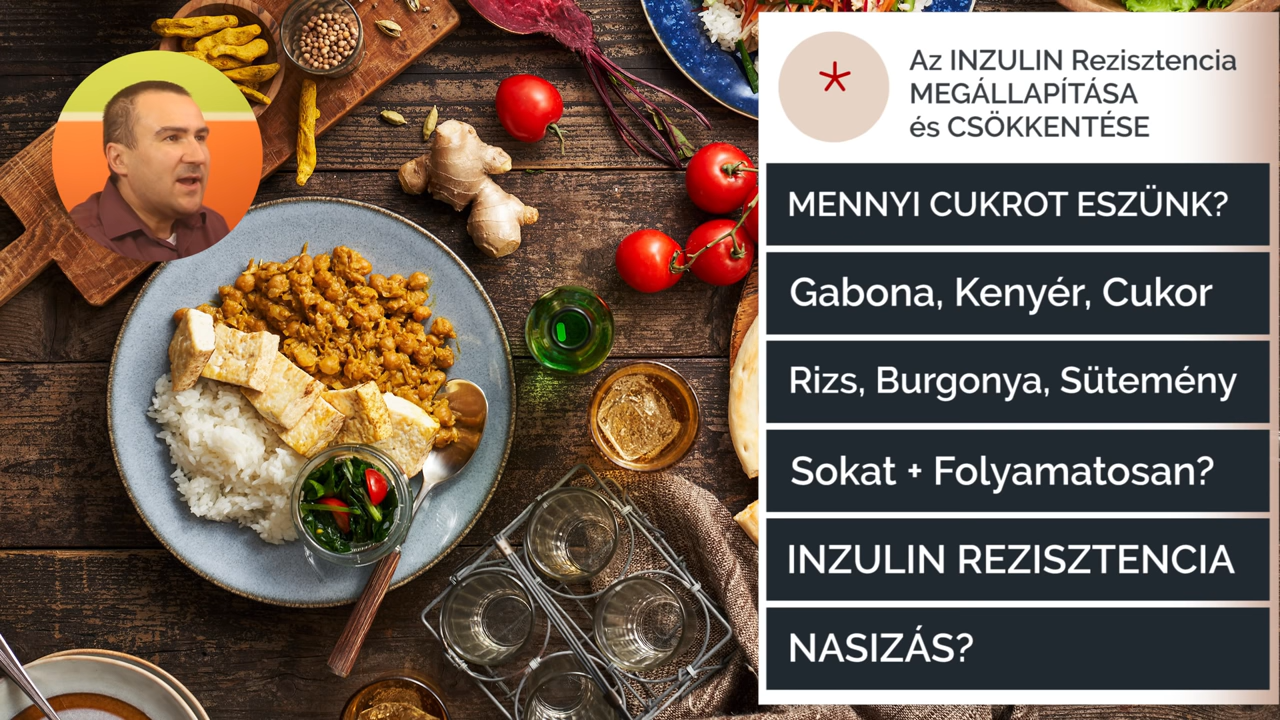 Az INZULIN Rezisztencia
MEGÁLLAPÍTÁSA
és CSÖKKENTÉSE
MENNYI CUKROT ESZÜNK?
Gabona, Kenyér, Cukor
Rizs, Burgonya, Sütemény
Sokat + Folyamatosan?
INZULIN REZISZTENCIA
NASIZÁS?